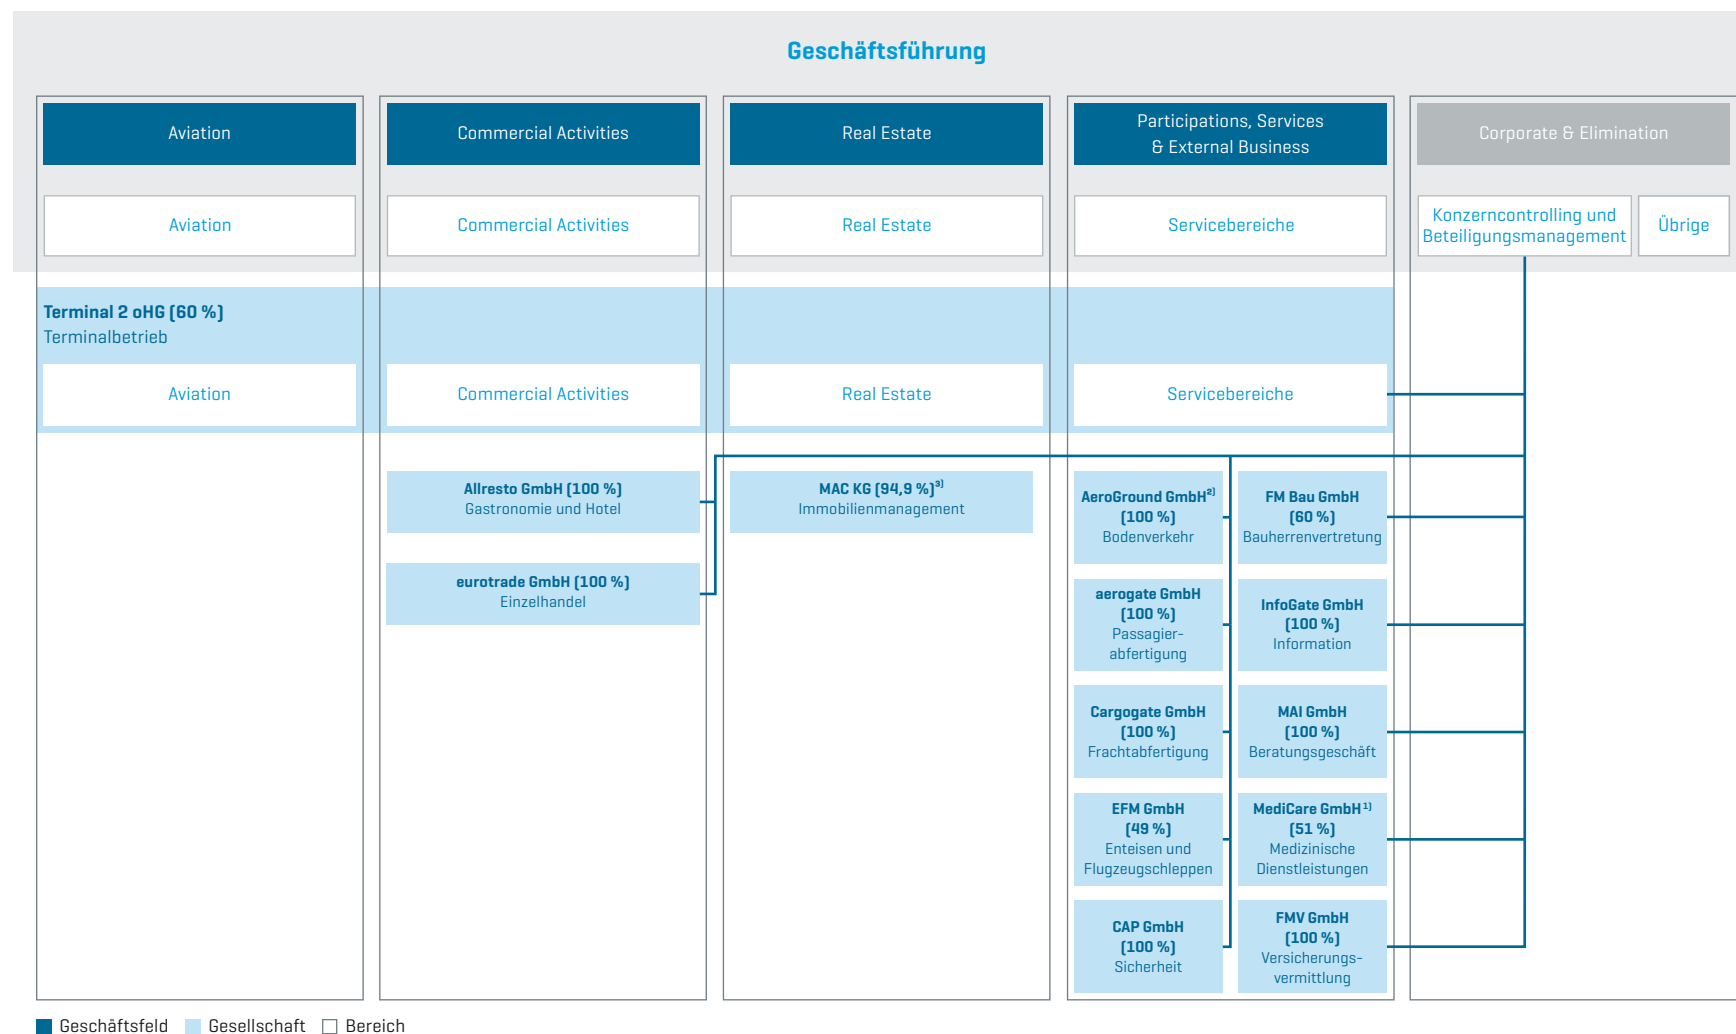 Geschäftsführung
Aviation
Commercial Activities
Real Estate
Participations, Services
& External Business
Corporate & Elimination
Aviation
Commercial Activities
Real Estate
Servicebereiche
Konzerncontrolling und
Beteiligungsmanagement
Übrige
Terminal 2 oHG (60 %)
Terminalbetrieb
Aviation
Commercial Activities
Real Estate
Servicebereiche
Allresto GmbH (100 %)
Gastronomie und Hotel
eurotrade GmbH (100 %)
Einzelhandel
MAC KG (94,9 %)³⁾
Immobilienmanagement
AeroGround GmbH²⁾
(100 %)
Bodenverkehr
FM Bau GmbH
(60 %)
Bauherrenvertretung
aerogate GmbH
(100 %)
Passagier-
abfertigung
InfoGate GmbH
(100 %)
Information
Cargogate GmbH
(100 %)
Frachtabfertigung
MAI GmbH
(100 %)
Beratungsgeschäft
EFM GmbH
(49 %)
Enteisen und
Flugzeugschleppen
MediCare GmbH¹⁾
(51 %)
Medizinische
Dienstleistungen
CAP GmbH
(100 %)
Sicherheit
FMV GmbH
(100 %)
Versicherungs-
vermittlung
Geschäftsfeld Gesellschaft Bereich